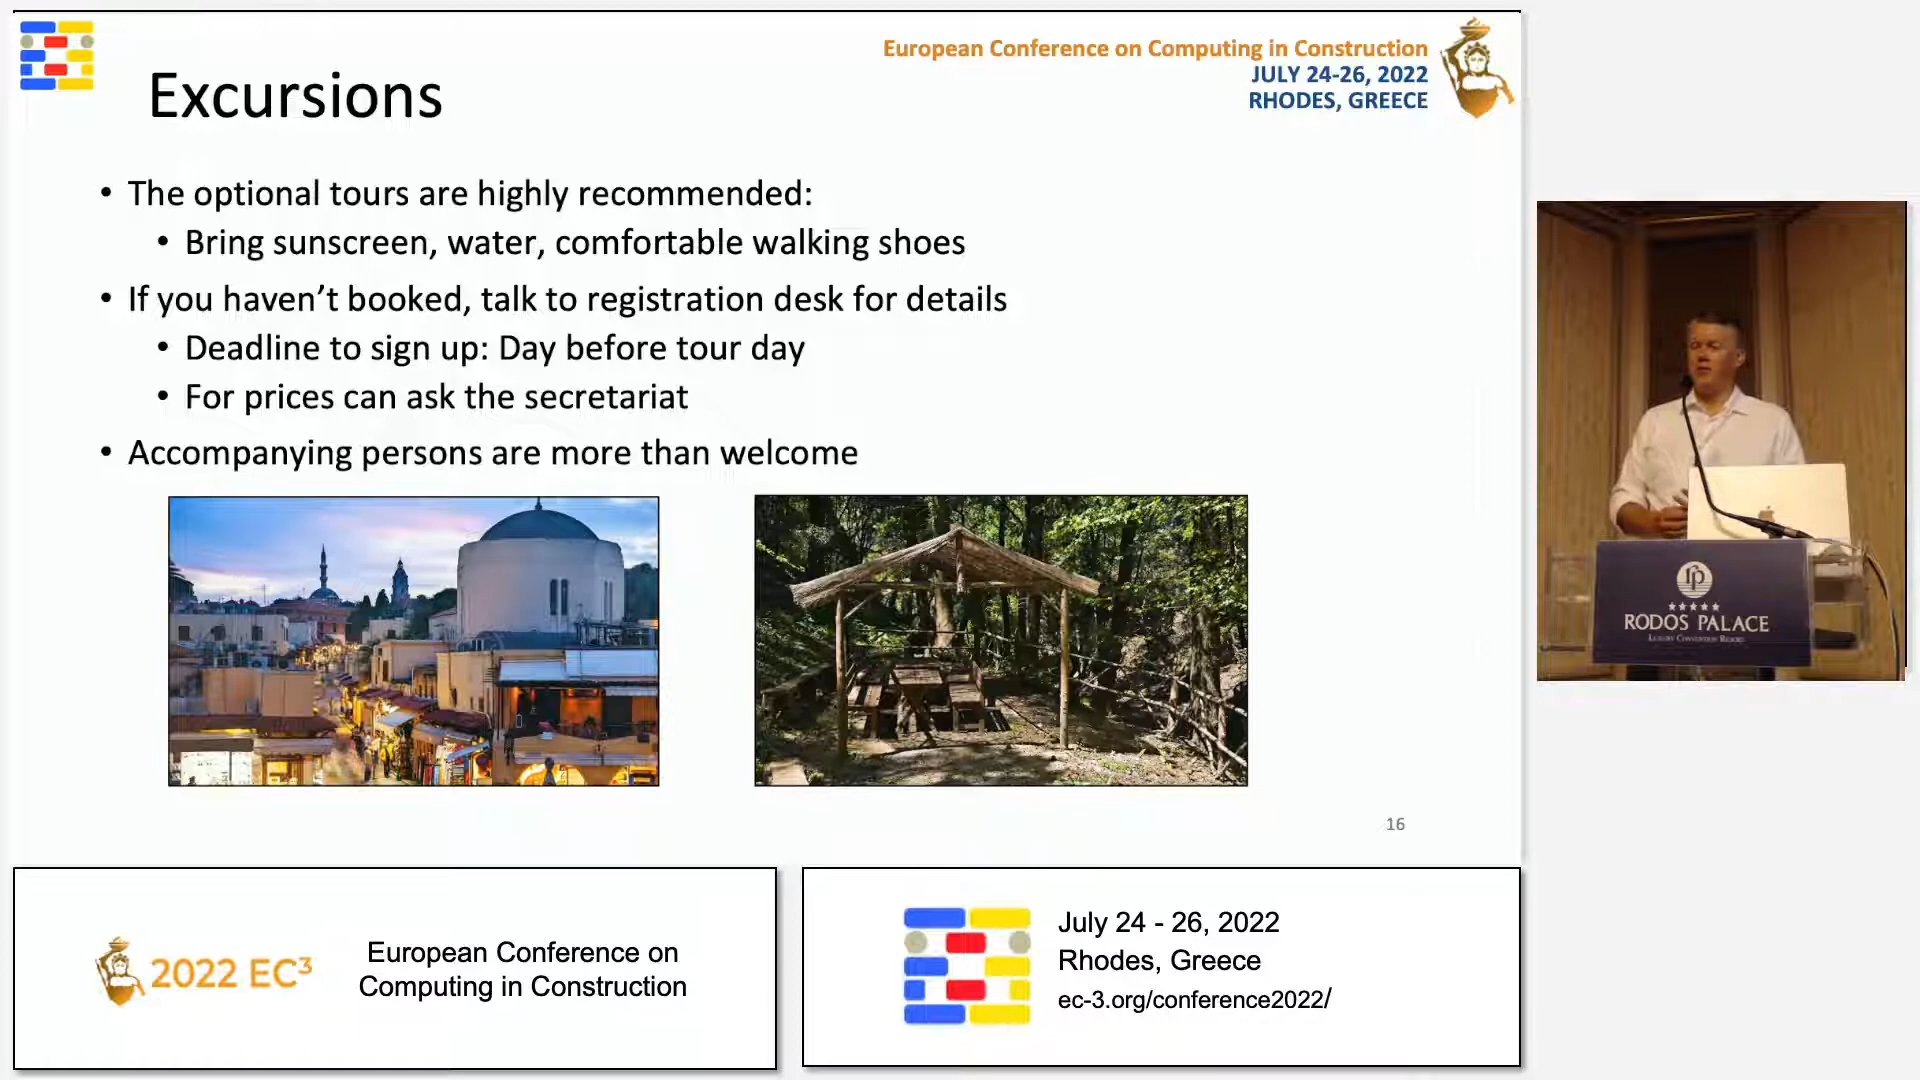 European Conference on Computing in Construction
JULY 24-26, 2022
RHODES, GREECE
Excursions
• The optional tours are highly recommended:
• Bring sunscreen, water, comfortable walking shoes
• If you haven’t booked, talk to registration desk for details
• Deadline to sign up: Day before tour day
• For prices can ask the secretariat
• Accompanying persons are more than welcome
16
rp
RODOS PALACE
LUXURY CONVENTION RESORT
2022 EC³
European Conference on
Computing in Construction
July 24 - 26, 2022
Rhodes, Greece
ec-3.org/conference2022/